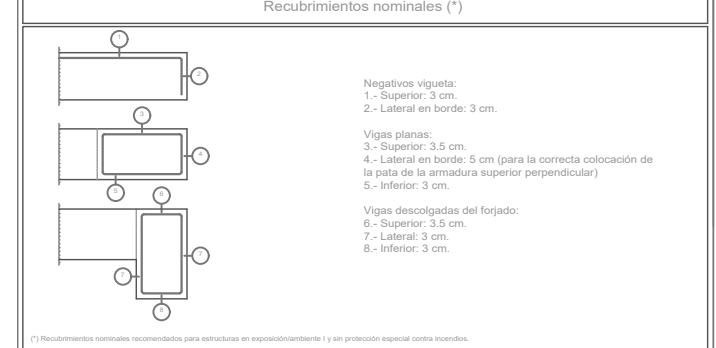 Recubrimientos nominales (*)
1
2
3
4
5
6
7
7
8
Negativos vigueta:
1.- Superior: 3 cm.
2.- Lateral en borde: 3 cm.
Vigas planas:
3.- Superior: 3.5 cm.
4.- Lateral en borde: 5 cm (para la correcta colocación de
la pata de la armadura superior perpendicular)
5.- Inferior: 3 cm.
Vigas descolgadas del forjado:
6.- Superior: 3.5 cm.
7.- Lateral: 3 cm.
8.- Inferior: 3 cm.
(*) Recubrimientos nominales recomendados para estructuras en exposición/ambiente I y sin protección especial contra incendios.